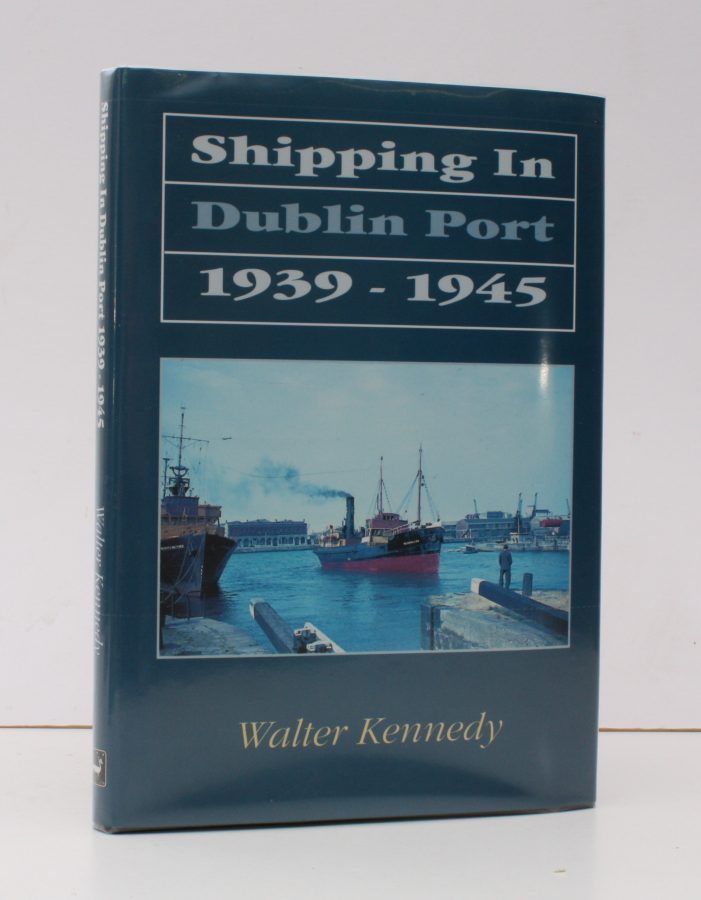 Shipping In
Dublin Port
1939 - 1945
Walter Kennedy
Shipping In Dublin Port 1939 - 1945
Walter Kennedy